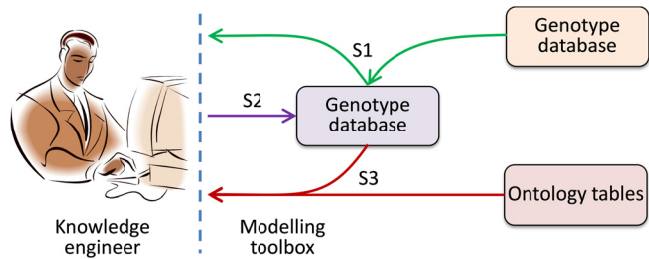 Genotype
database
S1
S2
Genotype
database
S3
Ontology tables
Knowledge
engineer
Modelling
toolbox